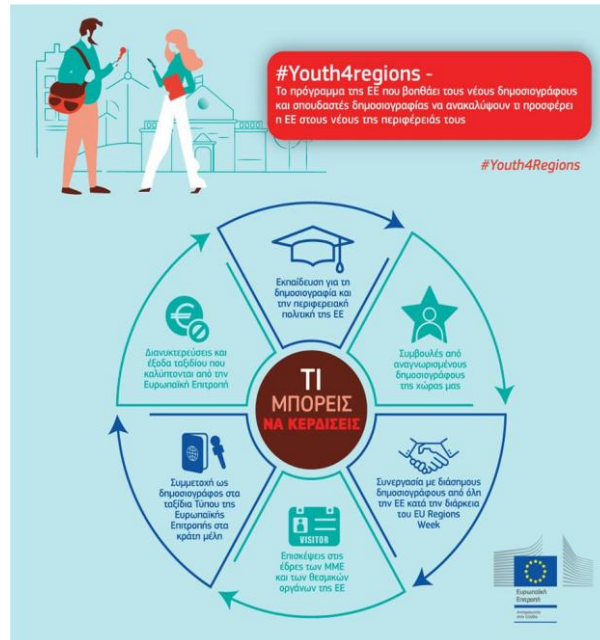 #Youth4regions -
Το πρόγραμμα της ΕΕ που βοηθάει τους νέους δημοσιογράφους
και σπουδαστές δημοσιογραφίας να ανακαλύψουν τι προσφέρει
η ΕΕ στους νέους της περιφέρειάς τους
#Youth4Regions
Εκπαίδευση για τη
δημοσιογραφία και
την περιφερειακή
πολιτική της ΕΕ
Συμβουλές από
αναγνωρισμένους
δημοσιογράφους
της χώρας μας
Συνεργασία με διάσημους
δημοσιογράφους από όλη
την ΕΕ κατά την διάρκεια
του EU Regions
Week
VISITOR
Επισκέψεις στις
έδρες των ΜΜΕ
και των θεσμικών
οργάνων της ΕΕ
Συμμετοχή ως
δημοσιογράφος στα
ταξίδια Τύπου της
Ευρωπαϊκής
Επιτροπής στα
κράτη μέλη
Διανυκτερεύσεις και
έξοδα ταξιδίου που
καλύπτονται από την
Ευρωπαϊκή Επιτροπή
ΤΙ
ΜΠΟΡΕΙΣ
ΝΑ ΚΕΡΔΙΣΕΙΣ
Ευρωπαϊκή
Επιτροπή